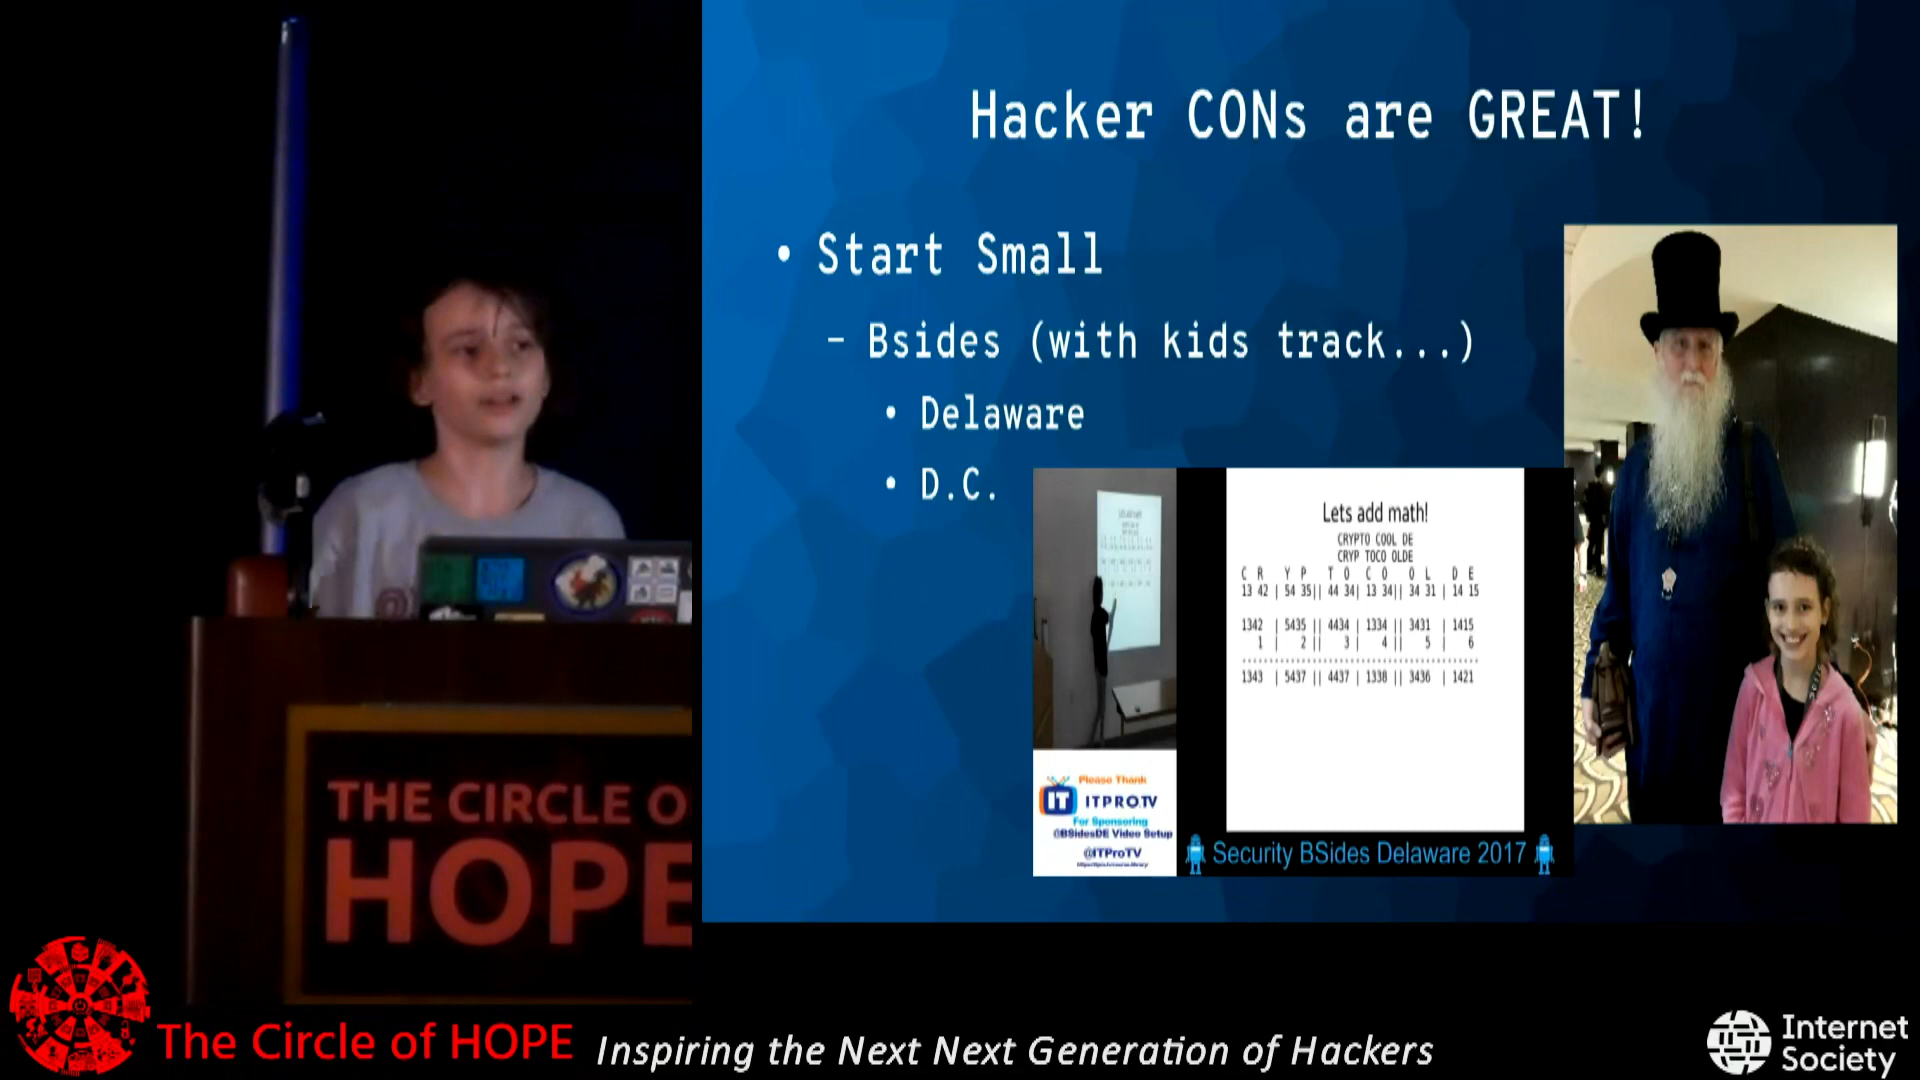 Hacker CONs are GREAT!
• Start Small
– Bsides (with kids track...)
• Delaware
• D.C.
Lets add math!
CRYPTO COOL DE
CRYP TOCO OLDE
C R Y P T O C O O L D E
13 42 | 54 35|| 44 34| 13 34|| 34 31 | 14 15
1342 | 5435 || 4434 | 1334 || 3431 | 1415
1 | 2 || 3 | 4 || 5 | 6
1343 | 5437 || 4437 | 1338 || 3436 | 1421
Please Thank
IT ITPRO.TV
For Sponsoring
@BSidesDE Video Setup
@ITProTV
Security BSides Delaware 2017
THE CIRCLE O
HOPE
The Circle of HOPE
Inspiring the Next Next Generation of Hackers
Internet
Society